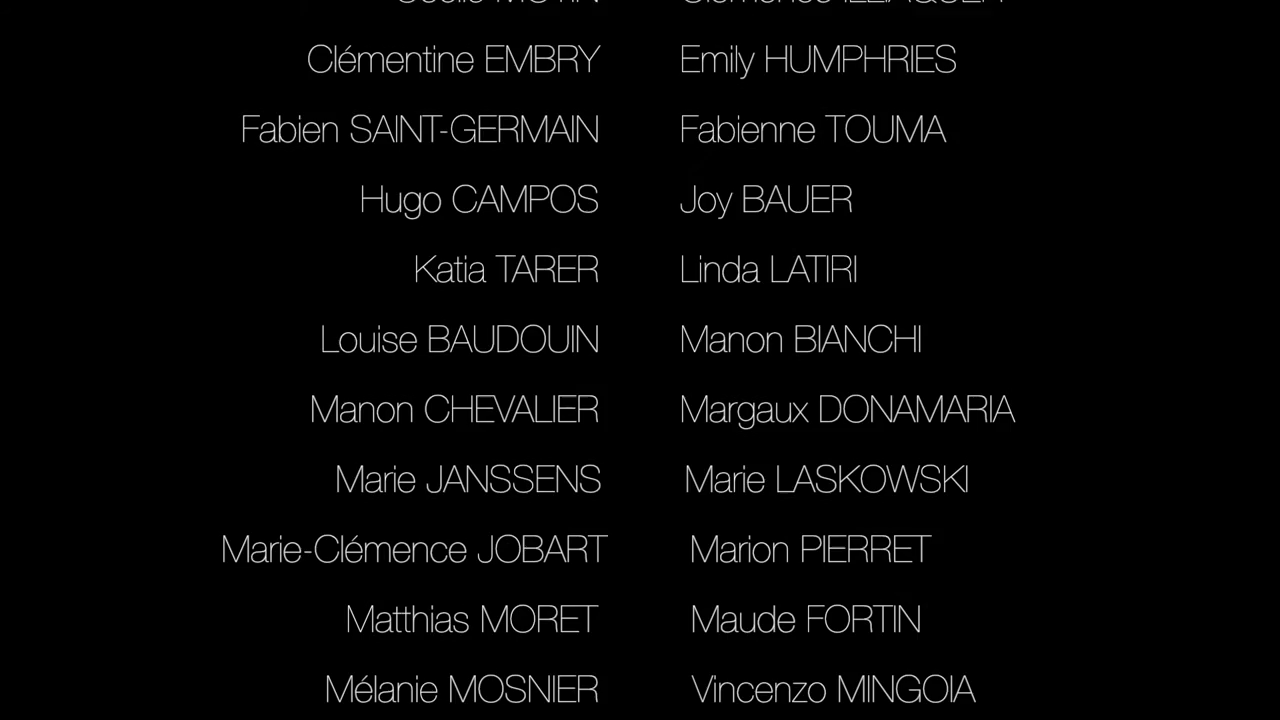 Clémentine EMBRY Emily HUMPHRIES
Fabien SAINT-GERMAIN Fabienne TOUMA
Hugo CAMPOS Joy BAUER
Katia TARER Linda LATIRI
Louise BAUDOUIN Manon BIANCHI
Manon CHEVALIER Margaux DONAMARIA
Marie JANSSENS Marie LASKOWSKI
Marie-Clémence JOBART Marion PIERRET
Matthias MORET Maude FORTIN
Mélanie MOSNIER Vincenzo MINGOIA